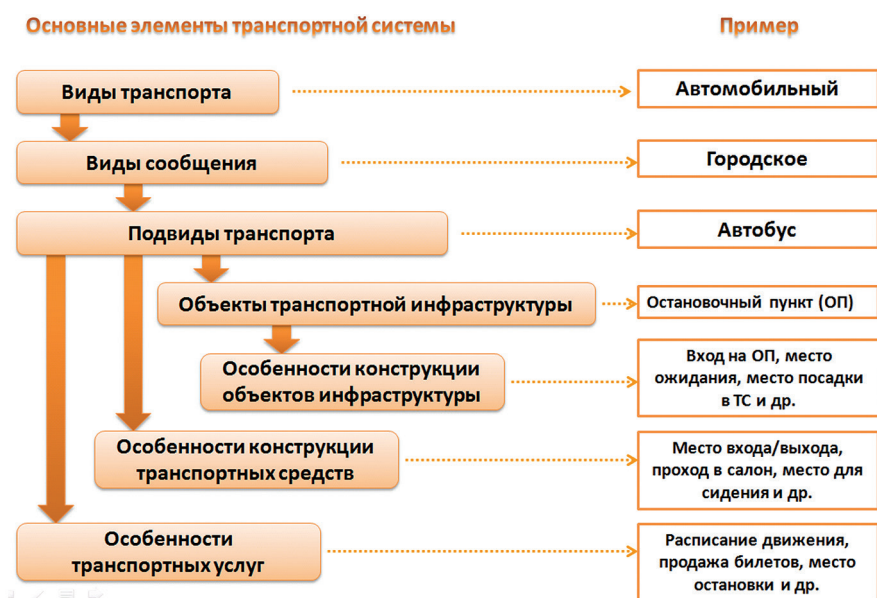 Основные элементы транспортной системы
Пример
Виды транспорта
Автомобильный
Виды сообщения
Городское
Подвиды транспорта
Автобус
Объекты транспортной инфраструктуры
Остановочный пункт (ОП)
Особенности конструкции
объектов инфраструктуры
Вход на ОП, место
ожидания, место посадки
в ТС и др.
Особенности конструкции
транспортных средств
Место входа/выхода,
проход в салон, место для
сидения и др.
Особенности
транспортных услуг
Расписание движения,
продажа билетов, место
остановки и др.